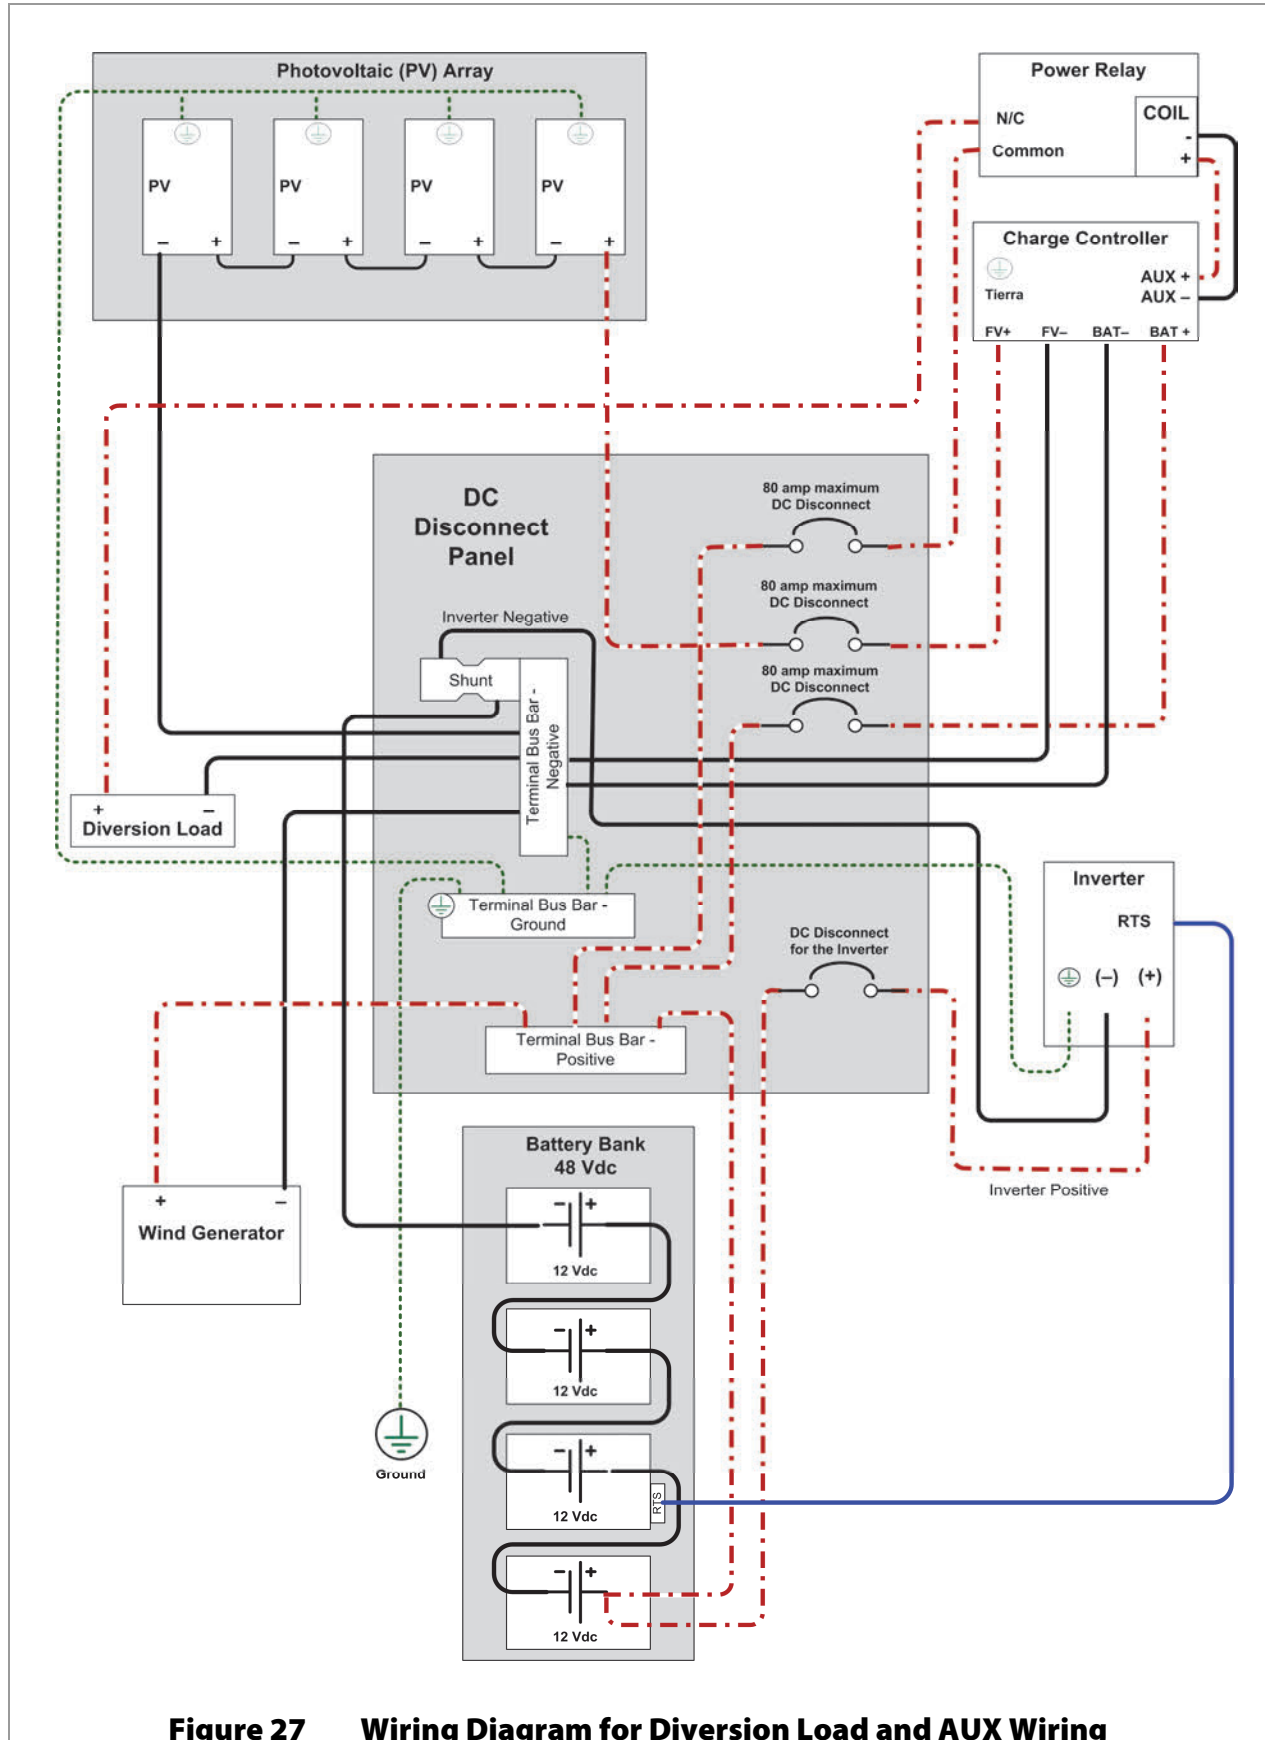 Photovoltaic (PV) Array
PV
PV
PV
PV
– +
– +
– +
– +
Power Relay
N/C
Common
COIL
-
+
Charge Controller
Tierra
AUX +
AUX –
FV+ FV– BAT– BAT +
DC
Disconnect
Panel
80 amp maximum
DC Disconnect
80 amp maximum
DC Disconnect
80 amp maximum
DC Disconnect
Inverter Negative
Shunt
Terminal Bus Bar -
Negative
+ –
Diversion Load
Terminal Bus Bar -
Ground
DC Disconnect
for the Inverter
Inverter
RTS
(–) (+)
Terminal Bus Bar -
Positive
Inverter Positive
+ –
Wind Generator
Battery Bank
48 Vdc
– +
12 Vdc
– +
12 Vdc
– +
12 Vdc
RTS
– +
12 Vdc
Ground
Figure 27 Wiring Diagram for Diversion Load and AUX Wiring